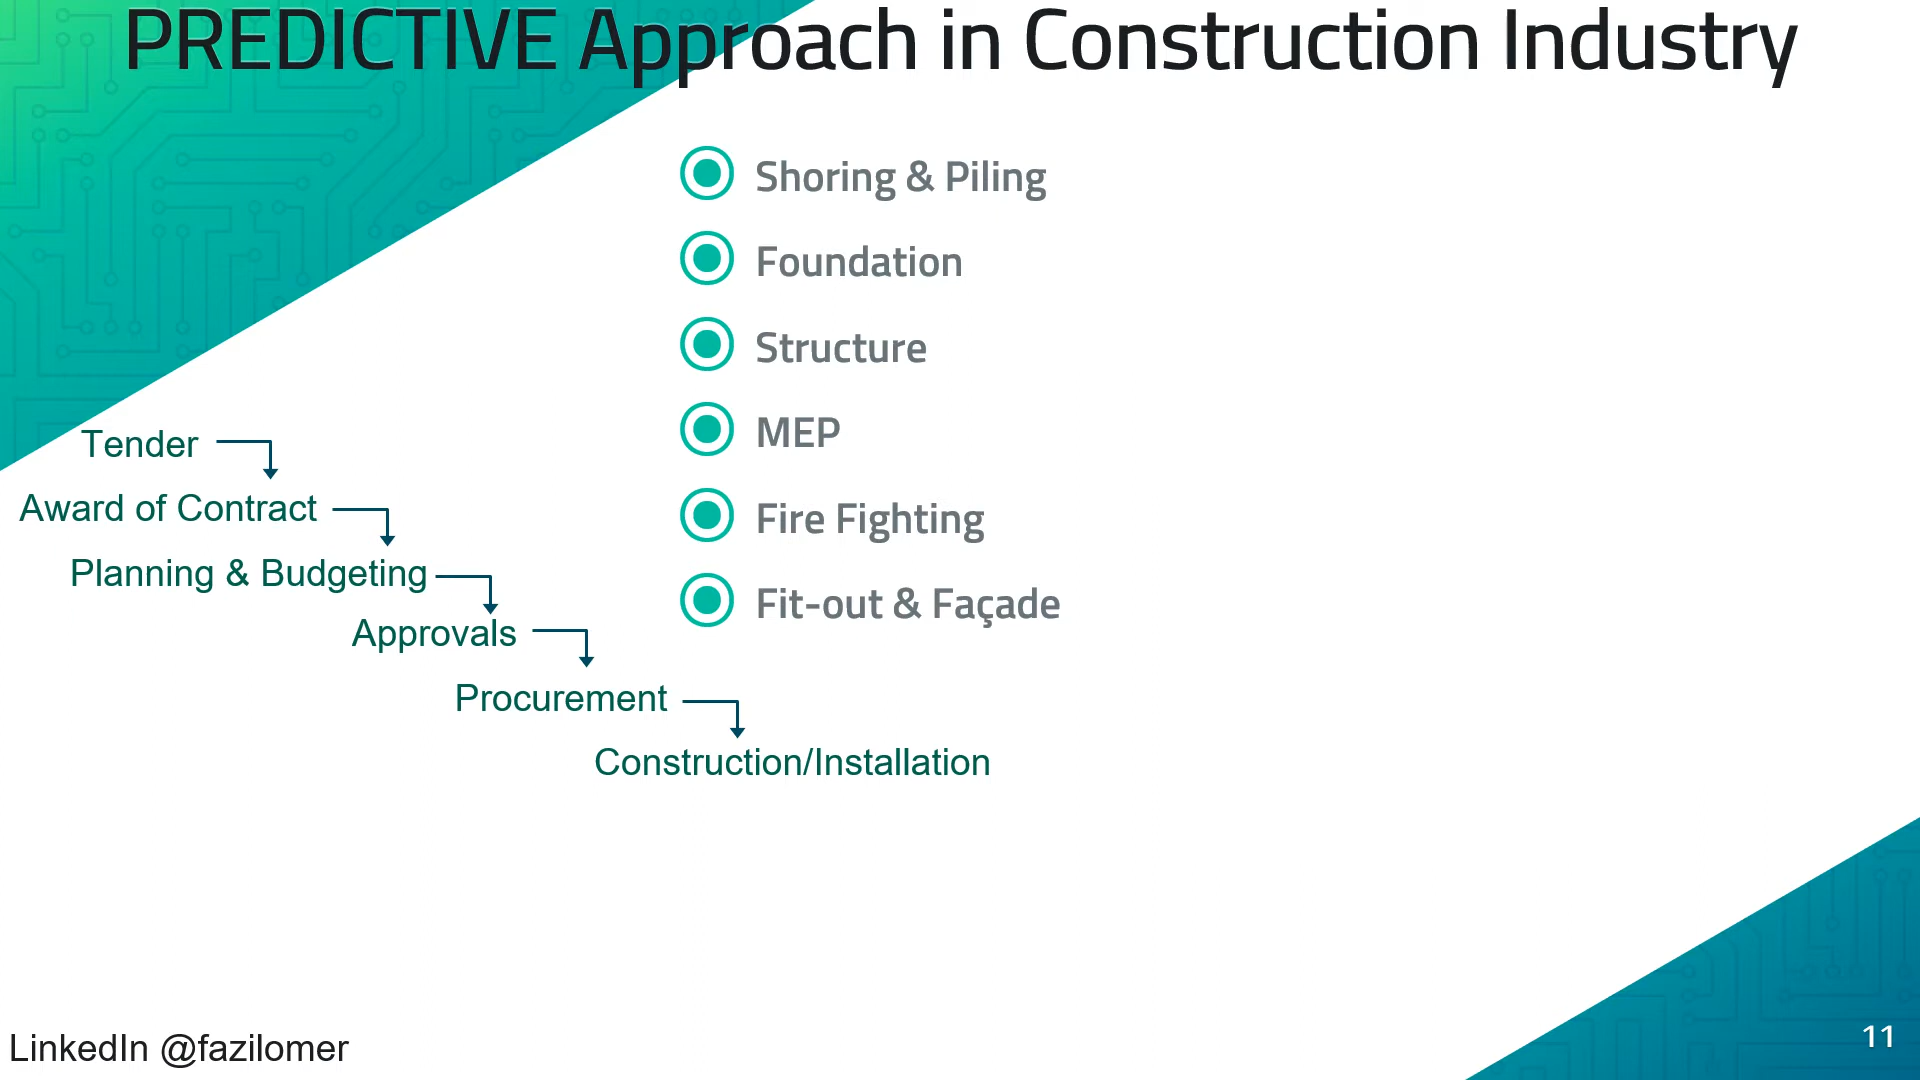 PREDICTIVE Approach in Construction Industry
Shoring & Piling
Foundation
Structure
MEP
Fire Fighting
Fit-out & Façade
Tender
Award of Contract
Planning & Budgeting
Approvals
Procurement
Construction/Installation
LinkedIn @fazilomer
11